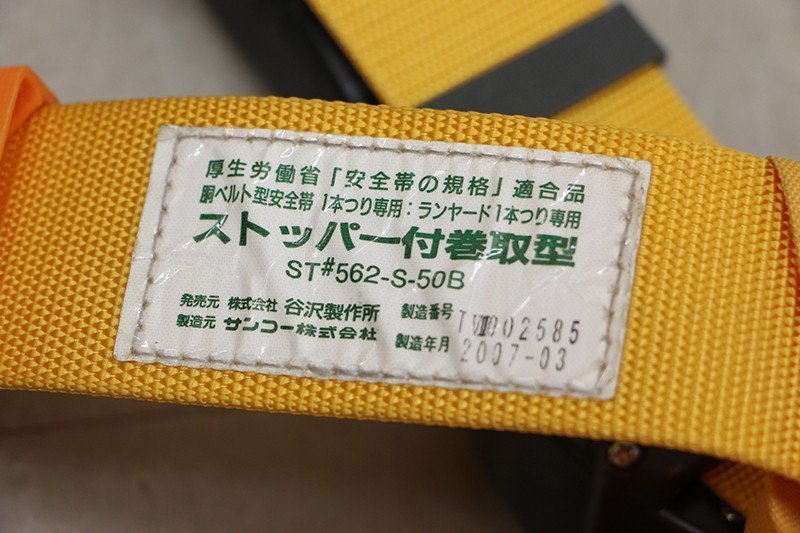 厚生労働省「安全帯の規格」適合品
胴ベルト型安全帯 1本つり専用：ランヤード1本つり専用
ストッパー付巻取型
ST#562-S-50B
発売元 株式会社 谷沢製作所
製造元 サンコー株式会社
製造番号 TⅦ002585
製造年月 2007-03